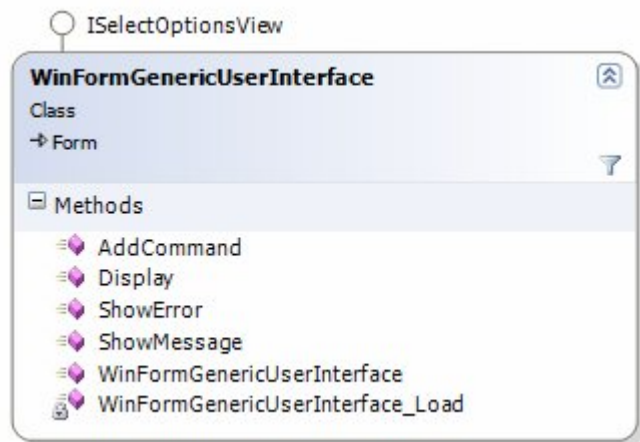 ISelectOptionsView
WinFormGenericUserInterface
Class
Form
Methods
AddCommand
Display
ShowError
ShowMessage
WinFormGenericUserInterface
WinFormGenericUserInterface_Load